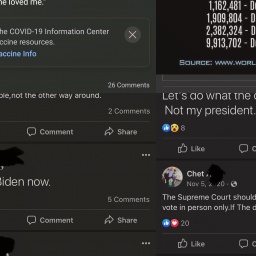 he loved me."
he COVID-19 Information Center
accine resources.
accine Info
26 Comments
ple,not the other way around.
2 Comments
Comment
Share
Biden now.
5 Comments
Comment
Share
1,162,481 - D
1,909,804 - D
2,382,324 - D
9,913,702 - D
SOURCE: WWW.WORL
Let's do what the d
Not my president.
8
Like
Chet
Nov 5, 20
The Supreme Court should
vote in person only.If The d
20
Like